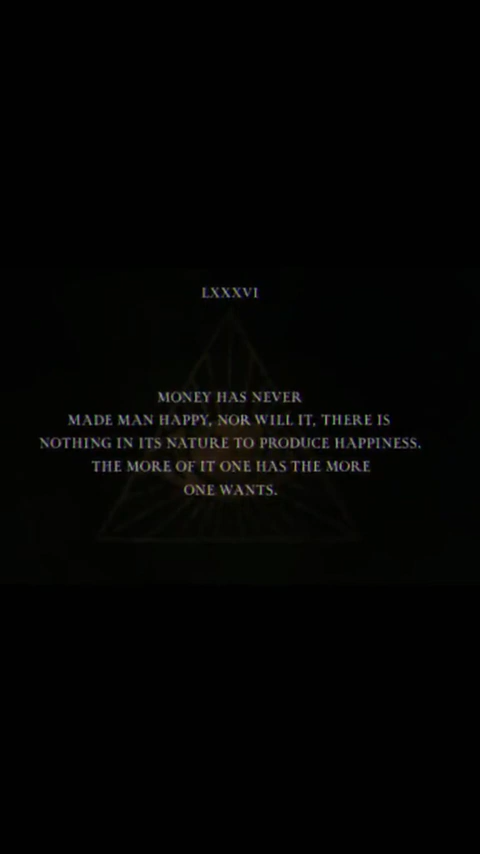 LXXXVI
MONEY HAS NEVER
MADE MAN HAPPY, NOR WILL IT, THERE IS
NOTHING IN ITS NATURE TO PRODUCE HAPPINESS.
THE MORE OF IT ONE HAS THE MORE
ONE WANTS.